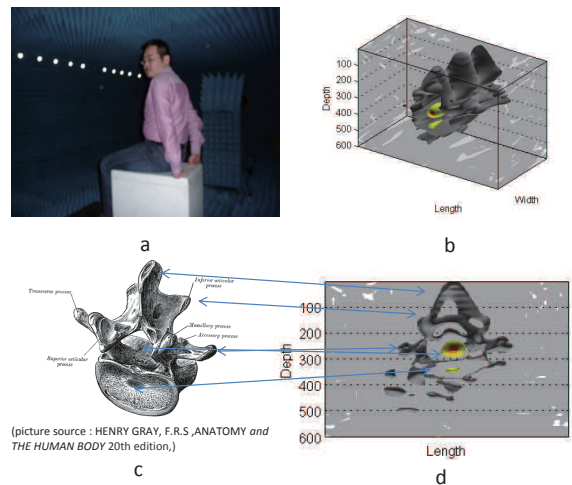 100
200
300
400
500
600
Depth
Length
Width
a
b
Transverse process
Inferior articular
process
Mamillary process
Accessory process
Superior articular
process
(picture source : HENRY GRAY, F.R.S ,ANATOMY and
THE HUMAN BODY 20th edition,)
c
100
200
300
400
500
600
Depth
Length
d